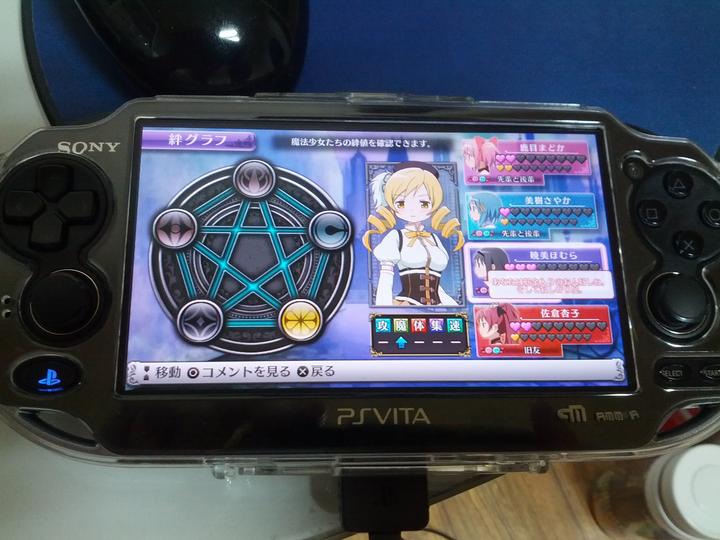 SONY
絆グラフ
魔法少女たちの絆値を確認できます。
鹿目まどか
先輩と後輩
美樹さやか
先輩と後輩
暁美ほむら
佐倉杏子
旧友
攻 魔 体 集 速
移動 コメントを見る 戻る
PSVITA
SELECT
START